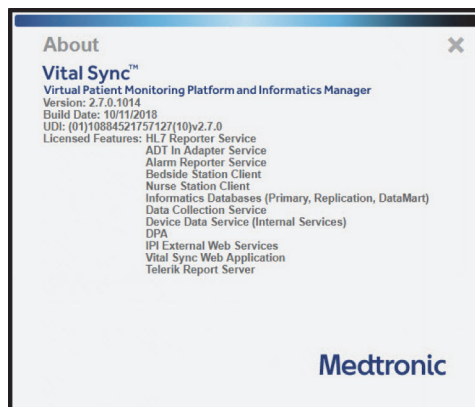 About
Vital Sync™
Virtual Patient Monitoring Platform and Informatics Manager
Version: 2.7.0.1014
Build Date: 10/11/2018
UDI: (01)10884521757127(10)v2.7.0
Licensed Features: HL7 Reporter Service
ADT In Adapter Service
Alarm Reporter Service
Bedside Station Client
Nurse Station Client
Informatics Databases (Primary, Replication, DataMart)
Data Collection Service
Device Data Service (Internal Services)
DPA
IPI External Web Services
Vital Sync Web Application
Telerik Report Server
Medtronic